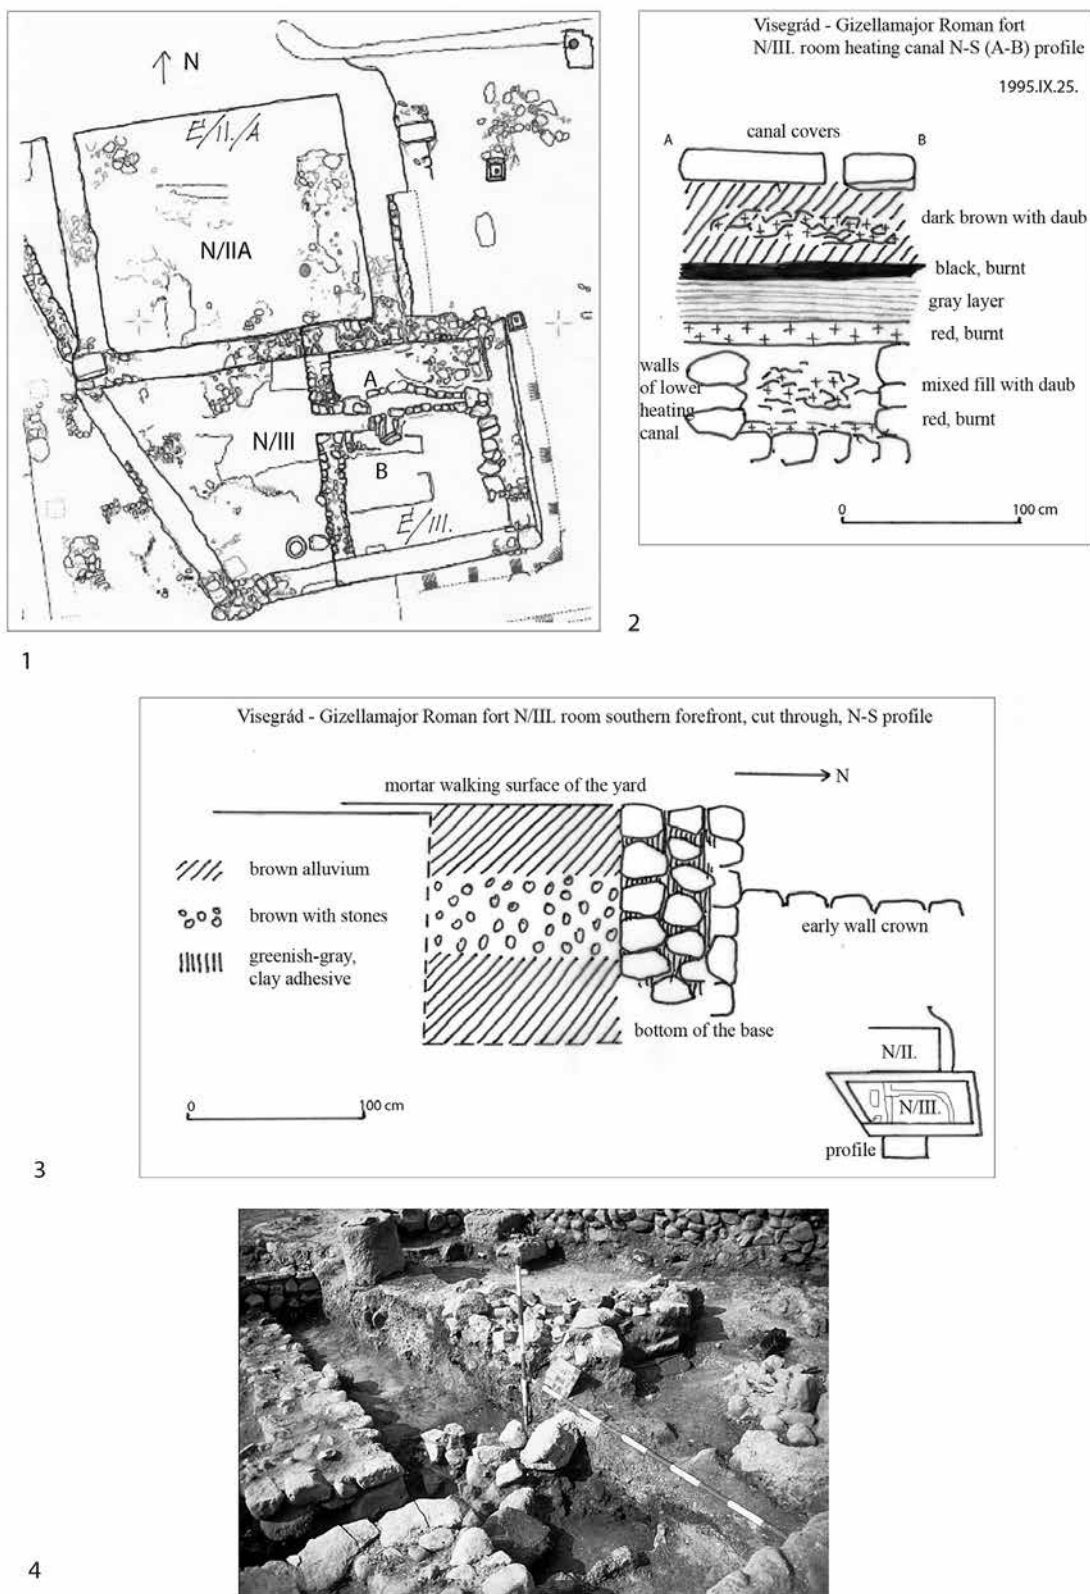 N
E/II./A
N/IIA
A
N/III
B
E/III.
1
Visegrád - Gizellamajor Roman fort
N/III. room heating canal N-S (A-B) profile
1995.IX.25.
canal covers
A
B
dark brown with daub
black, burnt
gray layer
red, burnt
walls
of lower
heating
canal
mixed fill with daub
red, burnt
0
100 cm
2
Visegrád - Gizellamajor Roman fort N/III. room southern forefront, cut through, N-S profile
N
mortar walking surface of the yard
brown alluvium
brown with stones
greenish-gray,
clay adhesive
early wall crown
bottom of the base
0
100 cm
N/II.
N/III.
profile
3
4